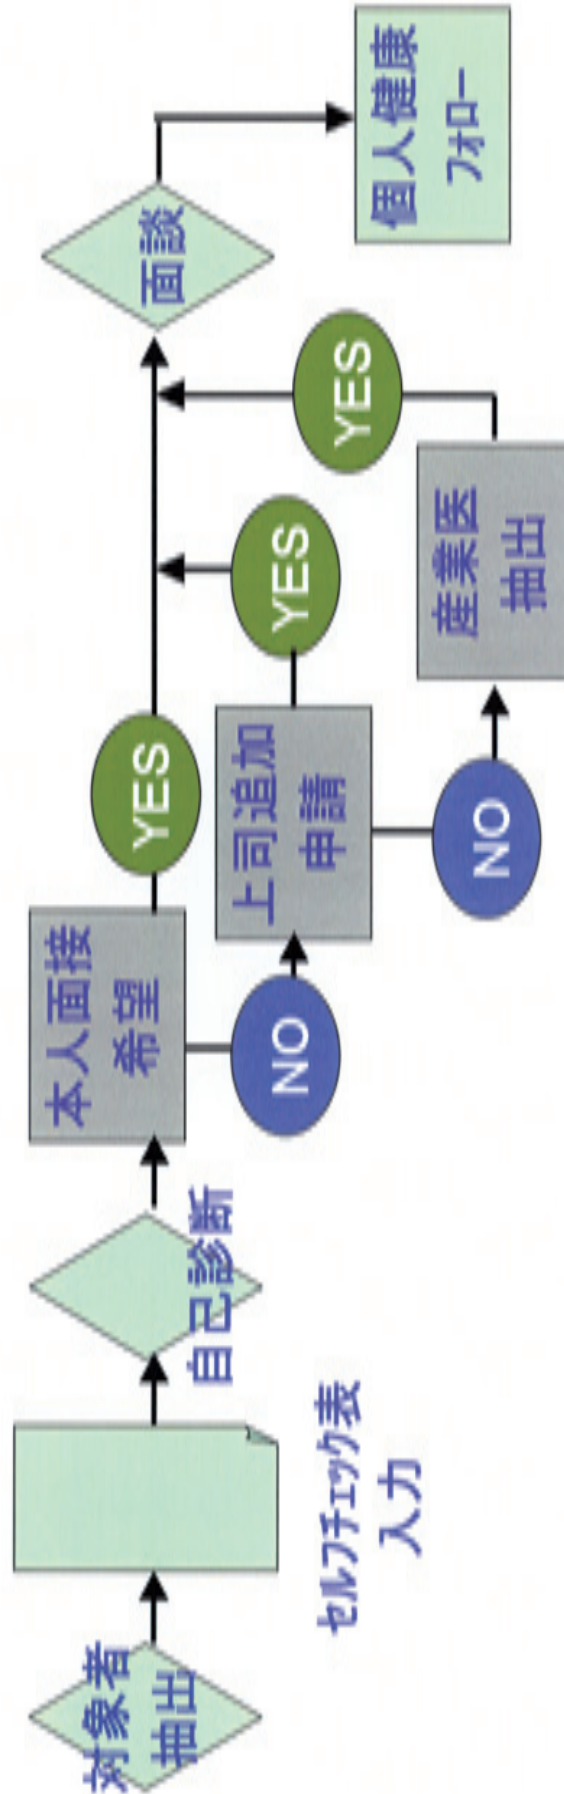 対象者
抽出
セルフチェック表
入力
自己診断
本人面接
希望
YES
NO
上司追加
申請
YES
NO
産業医
抽出
YES
面談
個人健康
フォロー